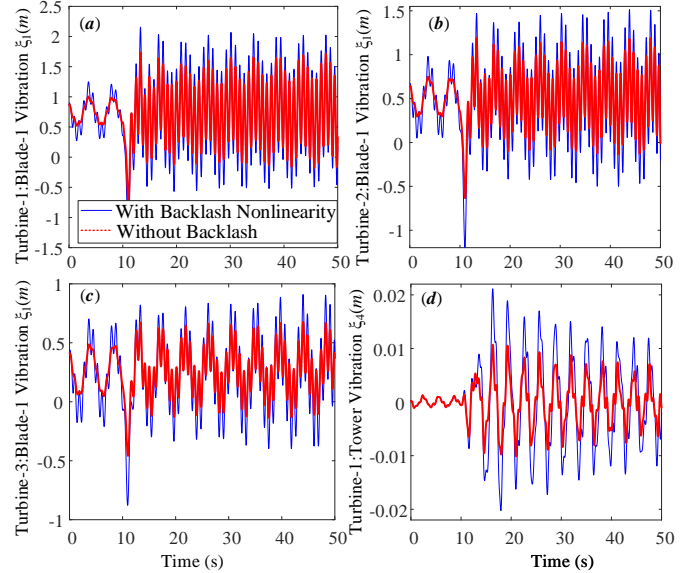 (a)
Turbine-1:Blade-1 Vibration ξ1(m)
2.5
2
1.5
1
0.5
0
-0.5
-1
1.5
With Backlash Nonlinearity
Without Backlash
0 10 20 30 40 50
(b)
Turbine-2:Blade-1 Vibration ξ1(m)
1.5
1
0.5
0
-0.5
-1
0 10 20 30 40 50
(c)
Turbine-3:Blade-1 Vibration ξ1(m)
1
0.5
0
-0.5
1
0 10 20 30 40 50
Time (s)
(d)
Turbine-1:Tower Vibration ξ4(m)
0.02
0.01
0
-0.01
-0.02
0 10 20 30 40 50
Time (s)